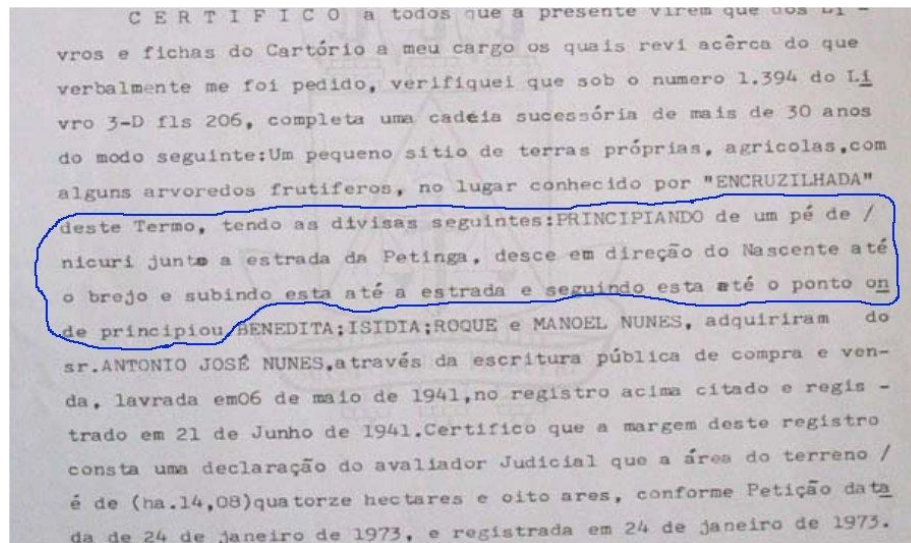 C E R T I F I C O a todos que a presente virem que dos Li -
vros e fichas do Cartório a meu cargo os quais revi acêrca do que
verbalmente me foi pedido, verifiquei que sob o numero 1.394 do Li
vro 3-D fls 206, completa uma cadeia sucessória de mais de 30 anos
do modo seguinte:Um pequeno sitio de terras próprias, agricolas,com
alguns arvoredos frutiferos, no lugar conhecido por "ENCRUZILHADA"
deste Termo, tendo as divisas seguintes:PRINCIPIANDO de um pé de /
nicuri junto a estrada da Petinga, desce em direção do Nascente até
o brejo e subindo esta até a estrada e seguindo esta até o ponto on
de principiou BENEDITA;ISIDIA;ROQUE e MANOEL NUNES, adquiriram do
sr.ANTONIO JOSÉ NUNES,através da escritura pública de compra e ven-
da, lavrada em06 de maio de 1941,no registro acima citado e regis -
trado em 21 de Junho de 1941.Certifico que a margem deste registro
consta uma declaração do avaliador Judicial que a área do terreno /
é de (ha.14,08)quatorze hectares e oito ares, conforme Petição data
da de 24 de janeiro de 1973, e registrada em 24 de janeiro de 1973.